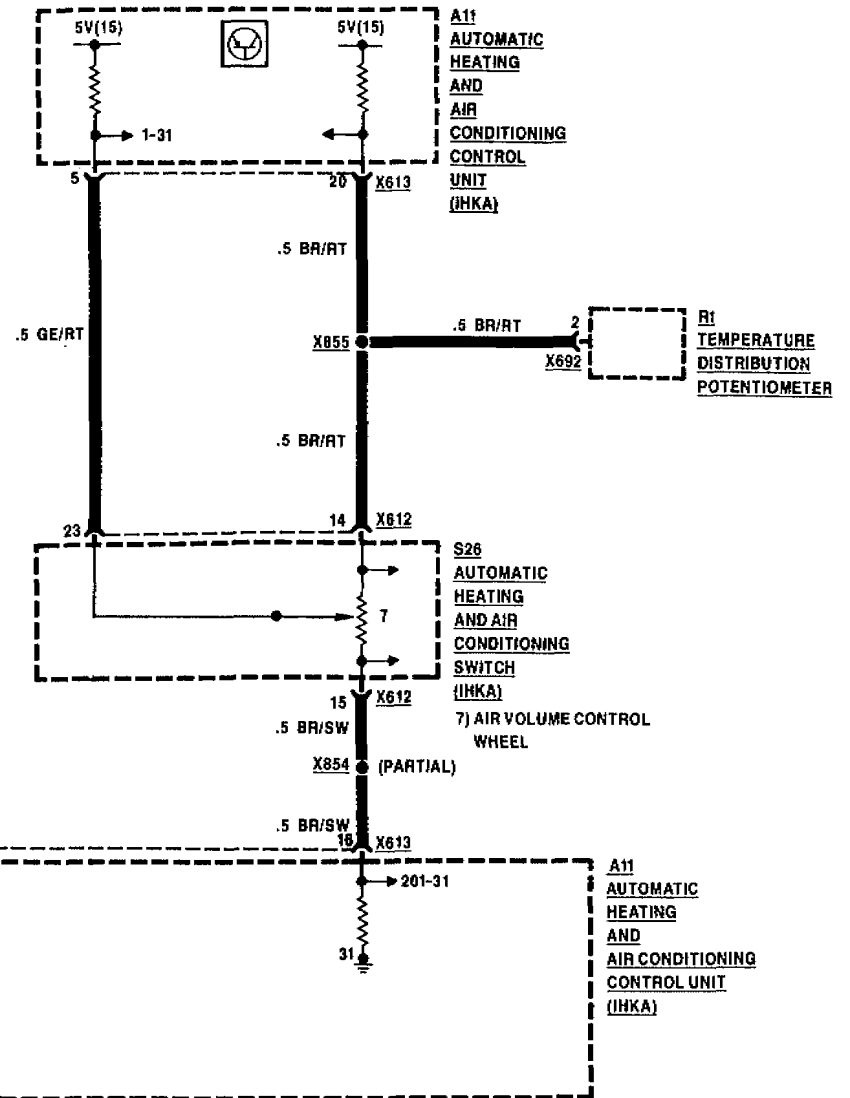 5V(15)
5V(15)
A11
AUTOMATIC
HEATING
AND
AIR
CONDITIONING
CONTROL
UNIT
(IHKA)
1-31
5
20
X613
.5 BR/RT
.5 GE/RT
X855
.5 BR/RT
2
X692
R1
TEMPERATURE
DISTRIBUTION
POTENTIOMETER
.5 BR/RT
23
14
X612
S26
AUTOMATIC
HEATING
AND AIR
CONDITIONING
SWITCH
(IHKA)
7
15
X612
7) AIR VOLUME CONTROL
WHEEL
.5 BR/SW
X854
(PARTIAL)
.5 BR/SW
16
X613
201-31
31
A11
AUTOMATIC
HEATING
AND
AIR CONDITIONING
CONTROL UNIT
(IHKA)